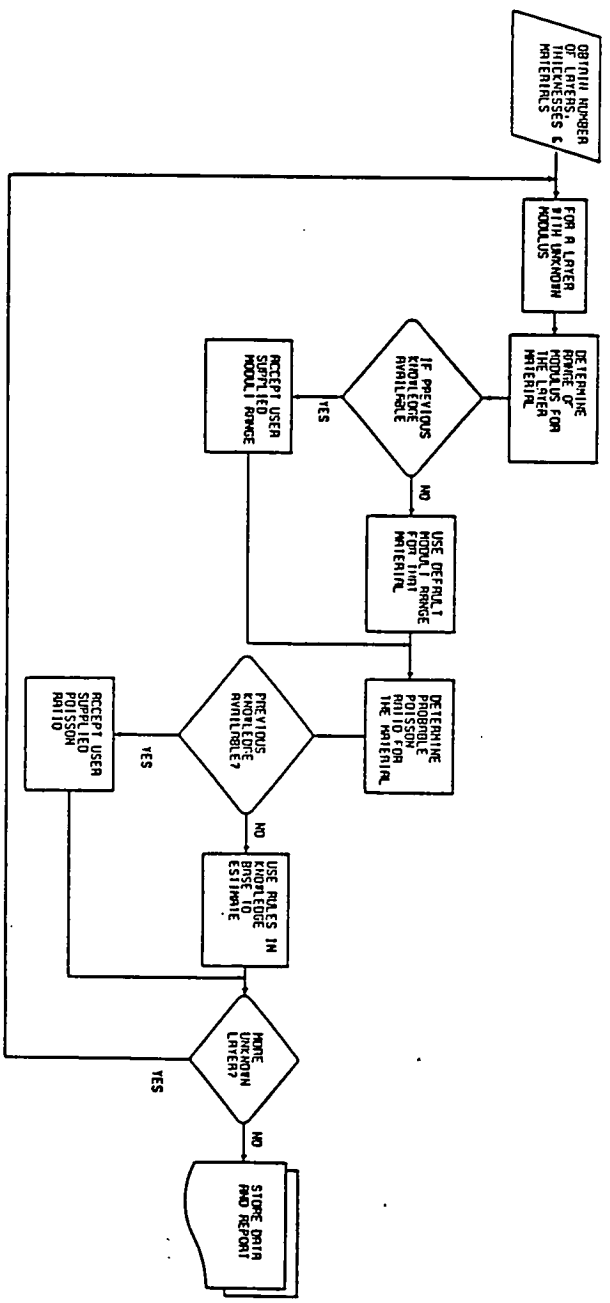 OBTAIN NUMBER
OF LAYERS,
THICKNESSES &
MATERIALS
FOR A LAYER
WITH UNKNOWN
MODULUS
DETERMINE
RANGE OF
MODULUS FOR
THE LAYER
MATERIAL
IF PREVIOUS
KNOWLEDGE
AVAILABLE
NO
YES
ACCEPT USER
SUPPLIED
MODULI RANGE
USE DEFAULT
MODULI RANGE
FOR THAT
MATERIAL
DETERMINE
PROBABLE
POISSON
RATIO FOR
THE MATERIAL
PREVIOUS
KNOWLEDGE
AVAILABLE?
NO
YES
ACCEPT USER
SUPPLIED
POISSON
RATIO
USE RULES IN
KNOWLEDGE
BASE TO
ESTIMATE
MORE
UNKNOWN
LAYER?
YES
NO
STORE DATA
AND REPORT